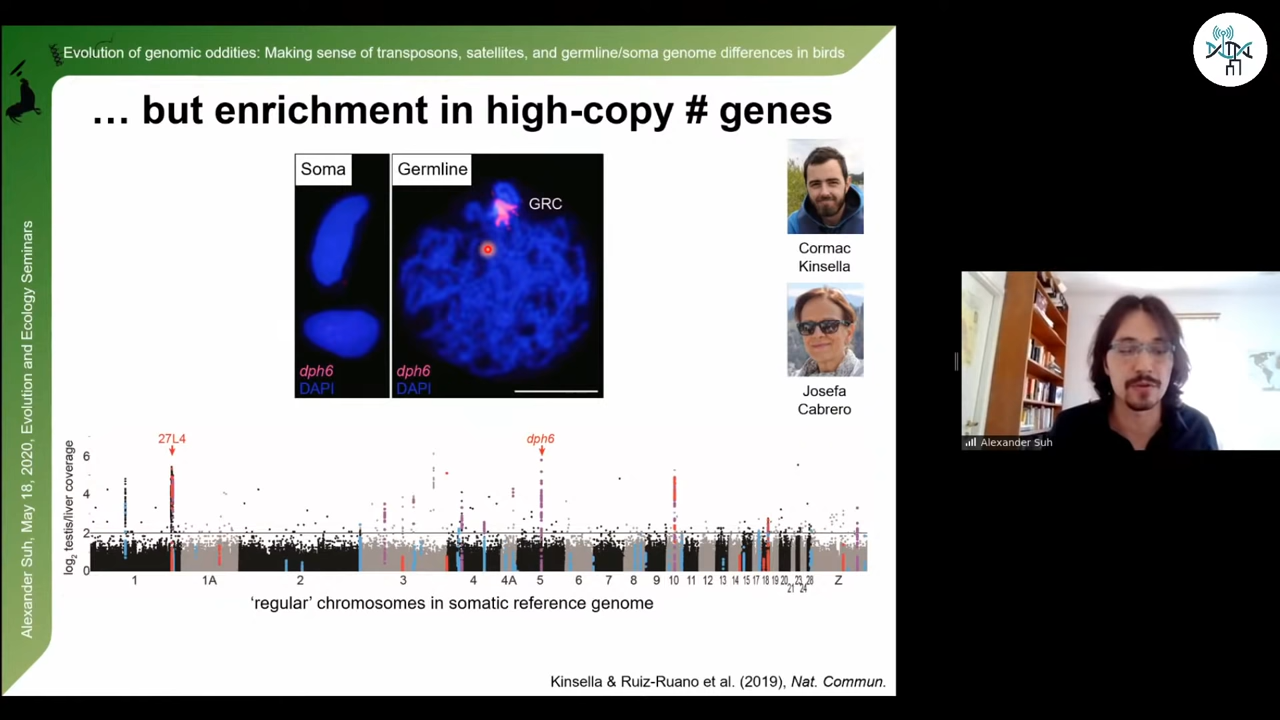 Evolution of genomic oddities: Making sense of transposons, satellites, and germline/soma genome differences in birds
… but enrichment in high-copy # genes
Alexander Suh, May 18, 2020, Evolution and Ecology Seminars
Soma
Germline
GRC
dph6
DAPI
dph6
DAPI
Cormac
Kinsella
Josefa
Cabrero
Alexander Suh
27L4
dph6
log2 testis/liver coverage
6
4
2
0
1 1A 2 3 4 4A 5 6 7 8 9 10 11 12 13 14 15 17 18 19 20 21 23 24 28 Z
'regular' chromosomes in somatic reference genome
Kinsella & Ruiz-Ruano et al. (2019), Nat. Commun.